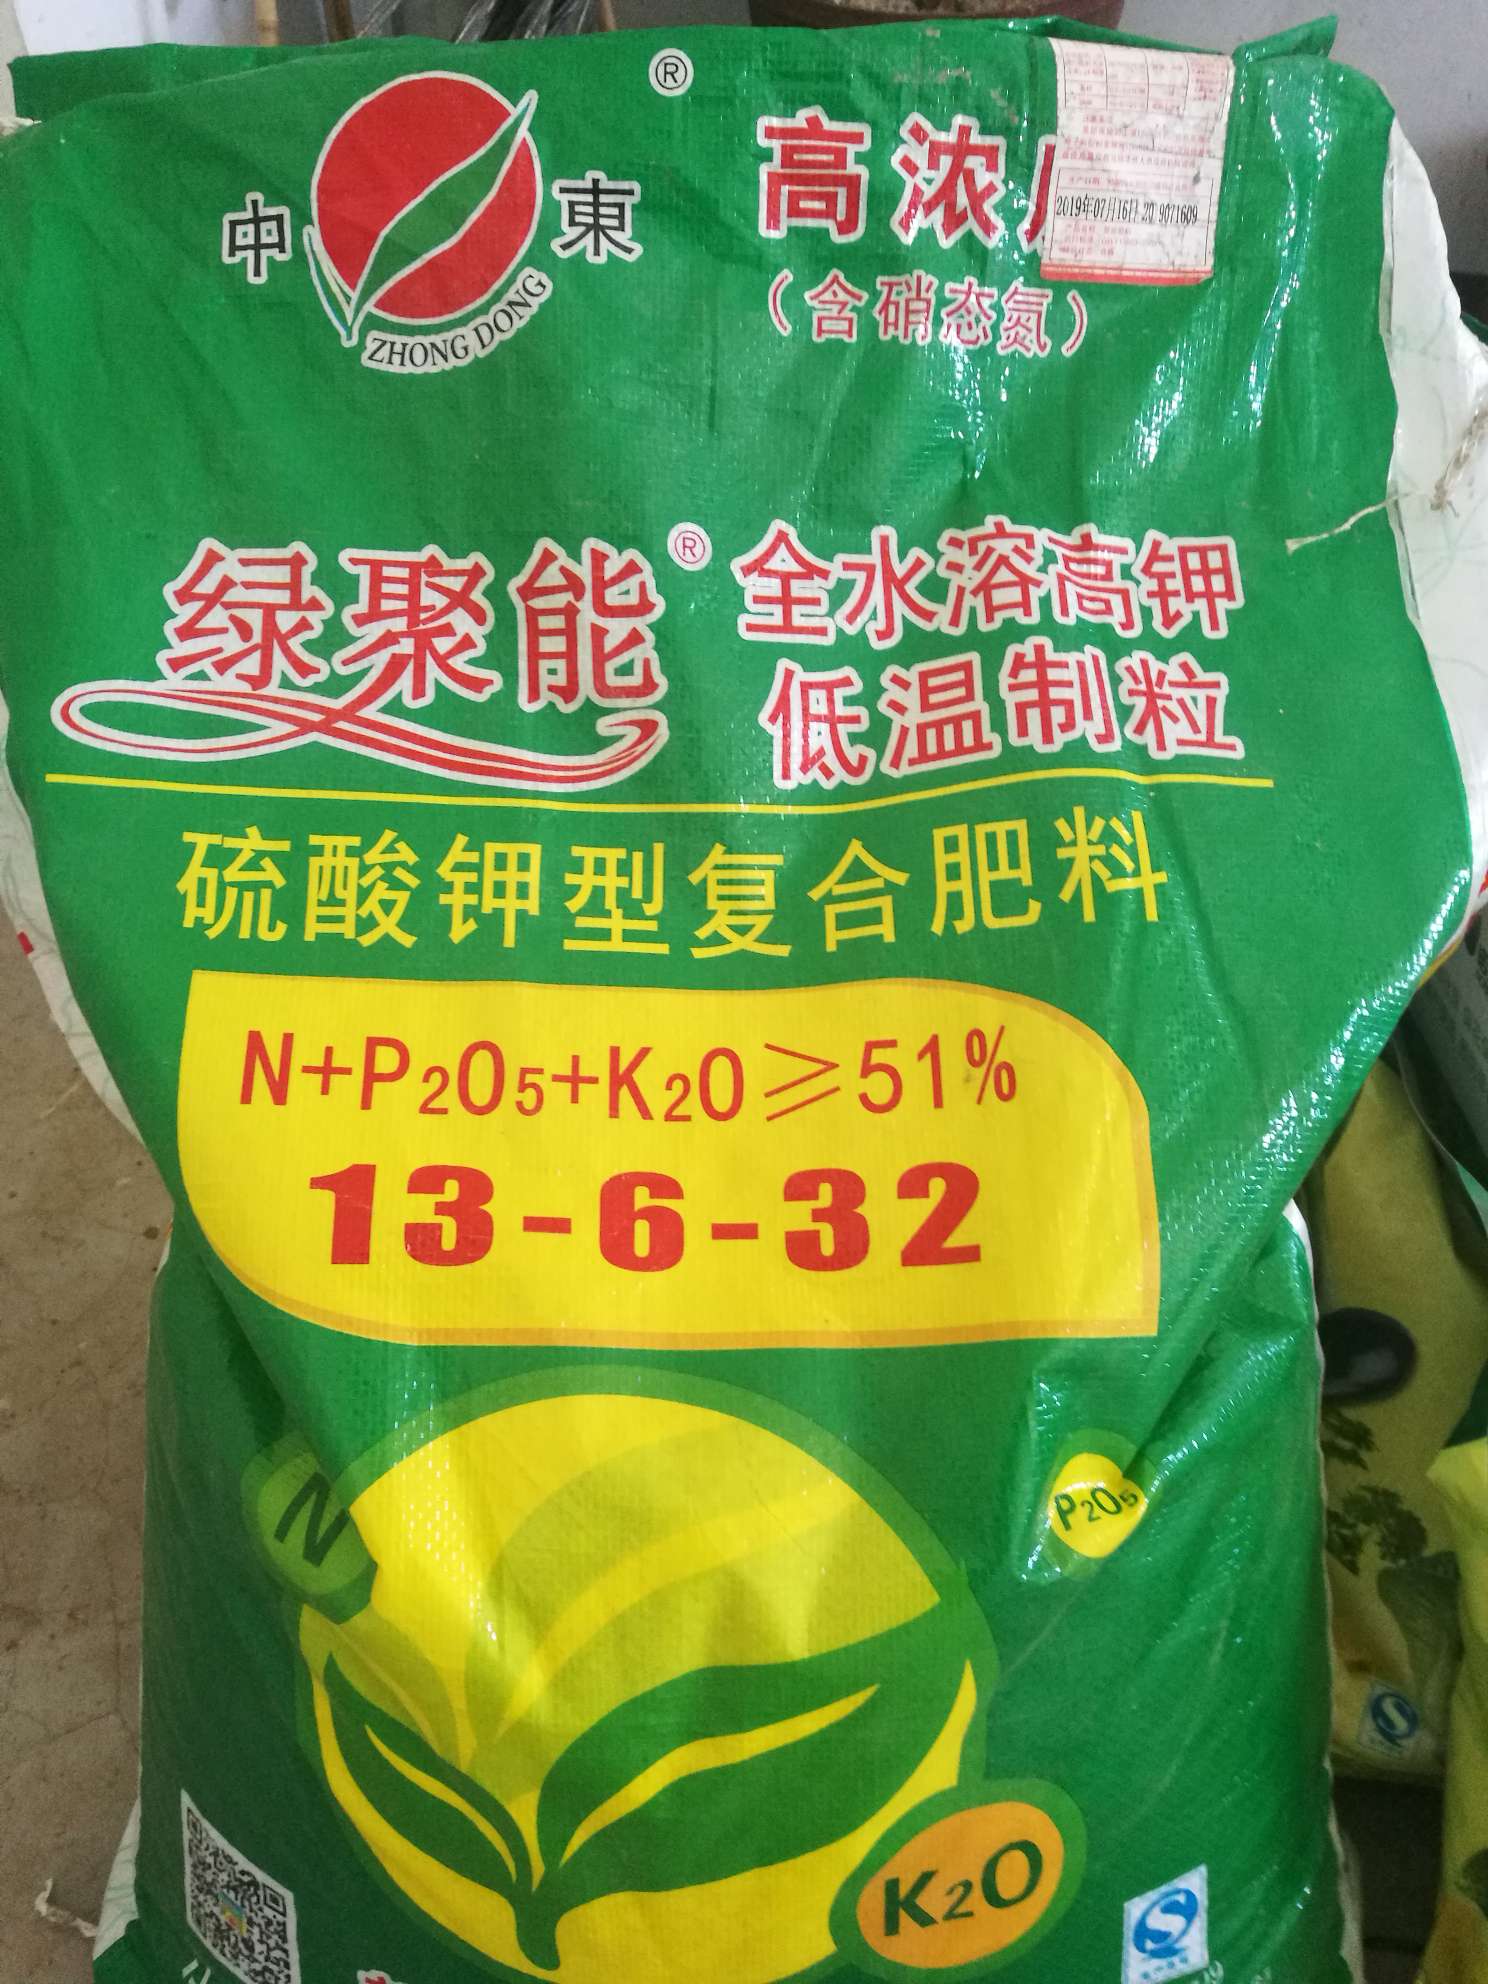 ®
中 東
ZHONG DONG
高浓
(含硝态氮)
2019年07月16日
绿聚能®
全水溶高钾
低温制粒
硫酸钾型复合肥料
N+P2O5+K2O≥51%
13-6-32
N
P2O5
K2O